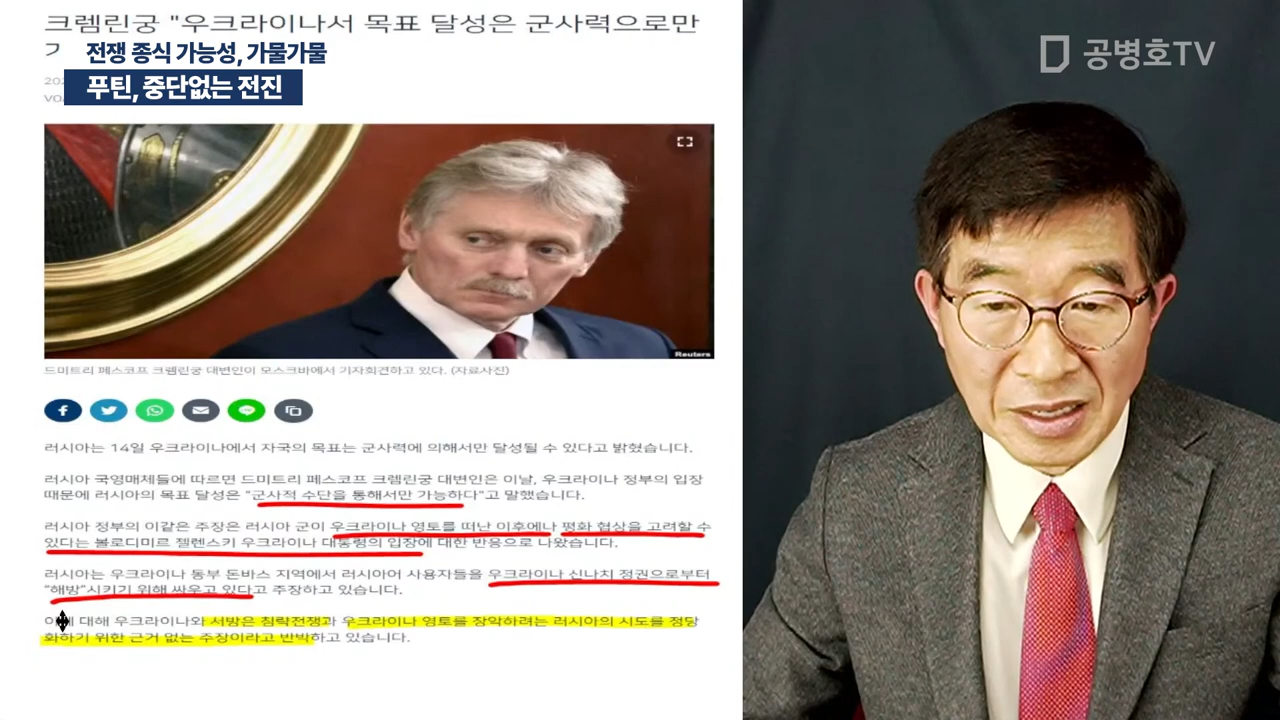 크렘린궁 "우크라이나서 목표 달성은 군사력으로만
전쟁 종식 가능성, 가물가물
푸틴, 중단없는 전진
공병호TV
Reuters
드미트리 페스코프 크렘린궁 대변인이 모스크바에서 기자회견하고 있다. (자료사진)
러시아는 14일 우크라이나에서 자국의 목표는 군사력에 의해서만 달성될 수 있다고 밝혔습니다.
러시아 국영매체들에 따르면 드미트리 페스코프 크렘린궁 대변인은 이날, 우크라이나 정부의 입장
때문에 러시아의 목표 달성은 "군사적 수단을 통해서만 가능하다"고 말했습니다.
러시아 정부의 이같은 주장은 러시아 군이 우크라이나 영토를 떠난 이후에나 평화 협상을 고려할 수
있다는 볼로디미르 젤렌스키 우크라이나 대통령의 입장에 대한 반응으로 나왔습니다.
러시아는 우크라이나 동부 돈바스 지역에서 러시아어 사용자들을 우크라이나 신나치 정권으로부터
"해방"시키기 위해 싸우고 있다고 주장하고 있습니다.
대해 우크라이나와 서방은 침략전쟁과 우크라이나 영토를 장악하려는 러시아의 시도를 정당
화하기 위한 근거 없는 주장이라고 반박하고 있습니다.